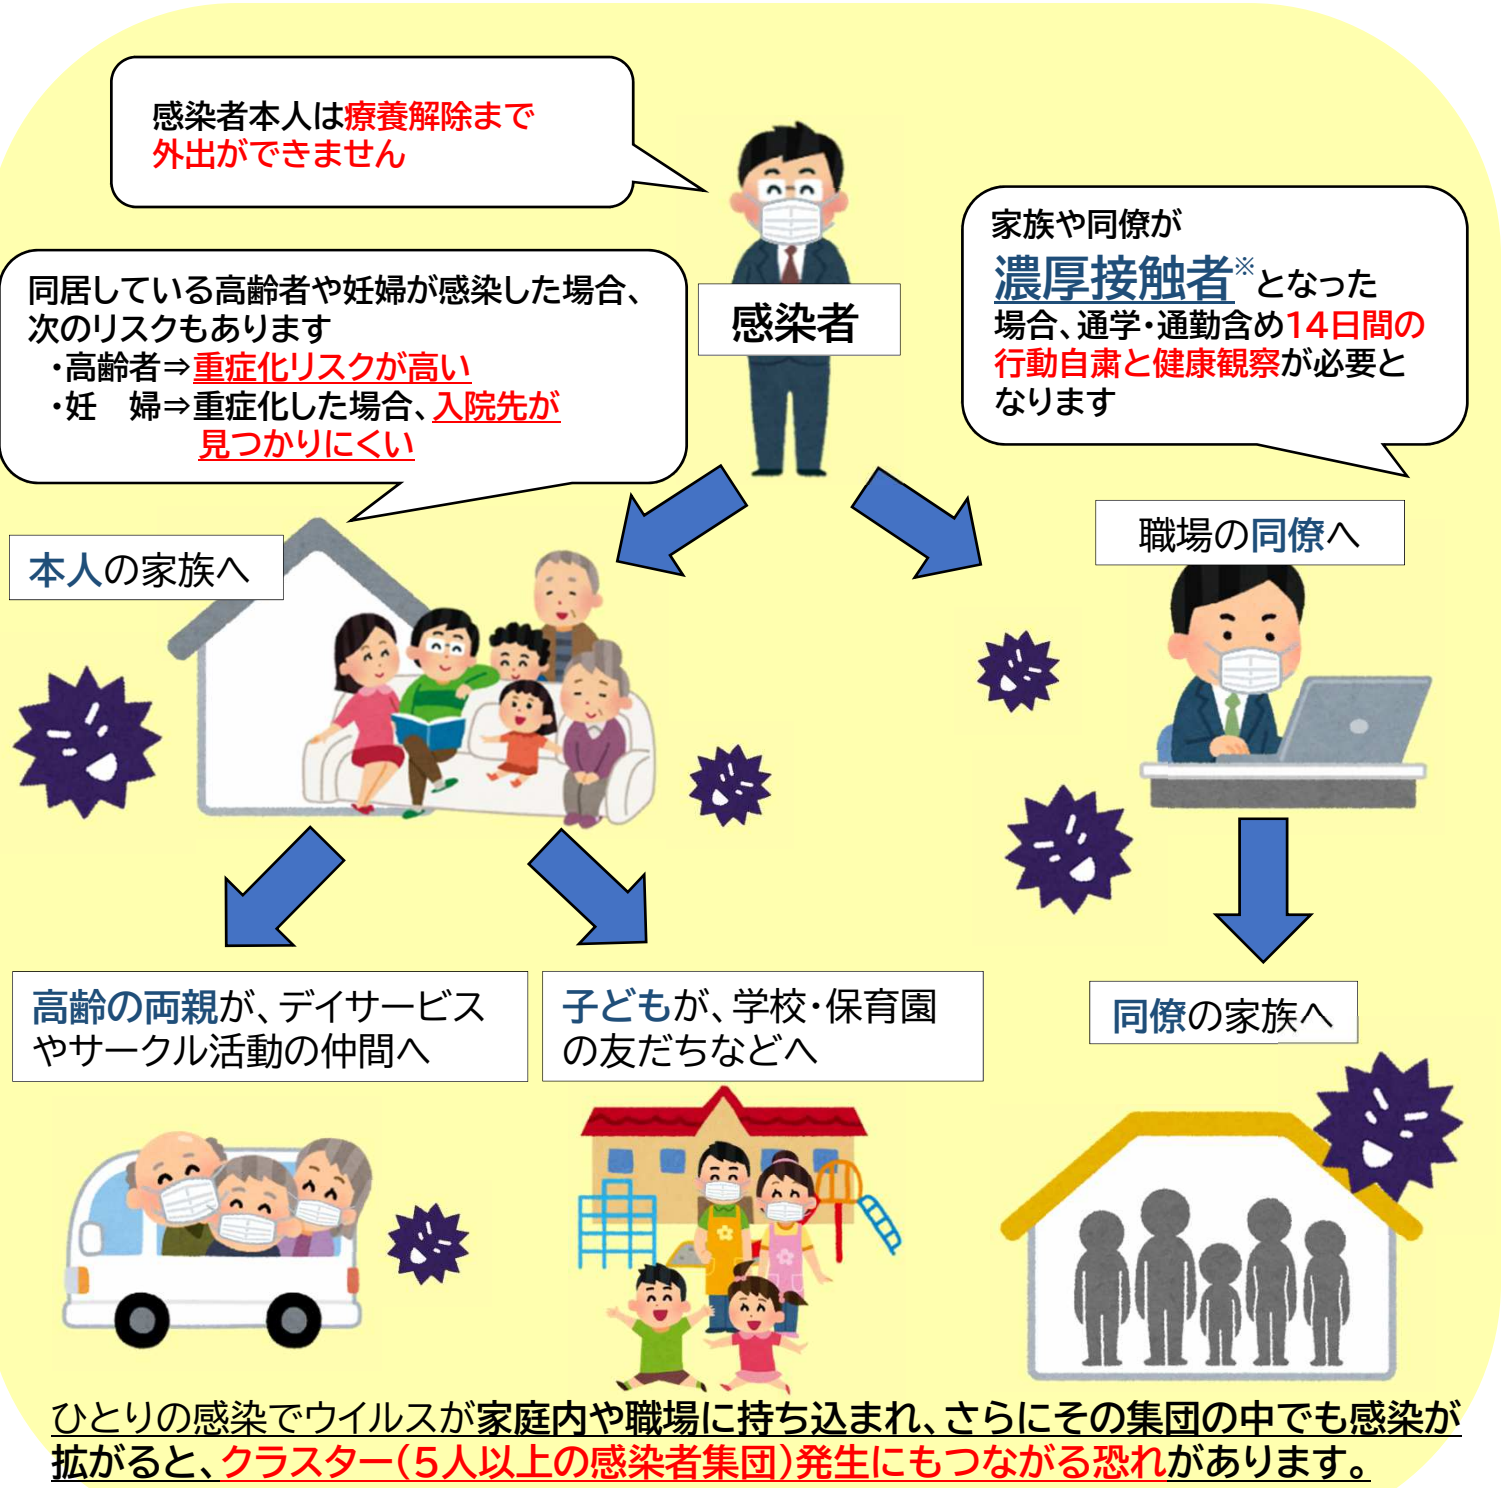 感染者本人は療養解除まで
外出ができません
感染者
家族や同僚が
濃厚接触者※となった
場合、通学・通勤含め14日間の
行動自粛と健康観察が必要と
なります
同居している高齢者や妊婦が感染した場合、
次のリスクもあります
・高齢者⇒重症化リスクが高い
・妊　婦⇒重症化した場合、入院先が
見つかりにくい
本人の家族へ
職場の同僚へ
高齢の両親が、デイサービス
やサークル活動の仲間へ
子どもが、学校・保育園
の友だちなどへ
同僚の家族へ
ひとりの感染でウイルスが家庭内や職場に持ち込まれ、さらにその集団の中でも感染が
拡がると、クラスター（5人以上の感染者集団）発生にもつながる恐れがあります。